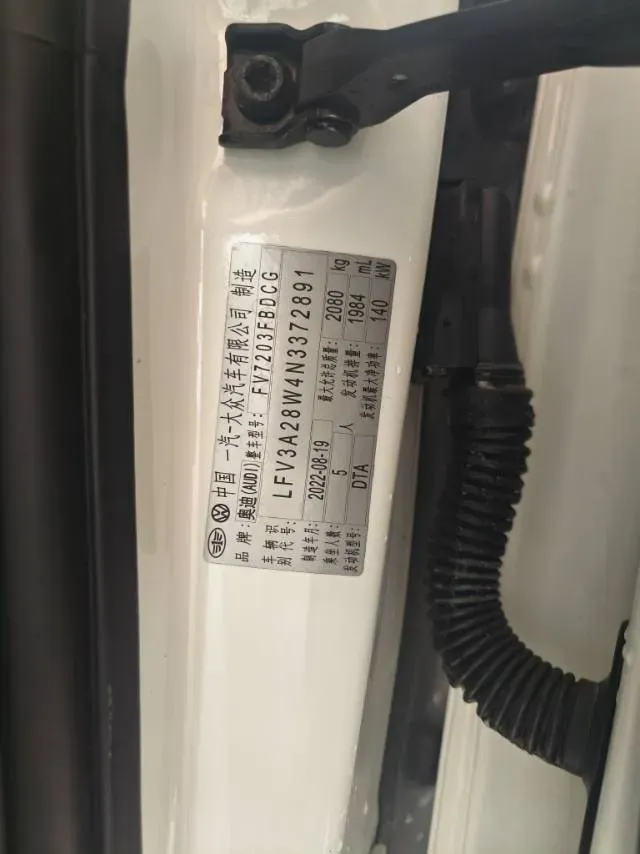 中国 一汽-大众汽车有限公司 制造
品牌：奥迪(AUDI) 整车型号：FV7203FBDCG
车辆识别代号：LFV3A28W4N3372891
制造年月：2022-08-19 最大允许总质量：2080 kg
乘坐人数：5 人 发动机排量：1984 mL
发动机型号：DTA 发动机最大净功率：140 kW